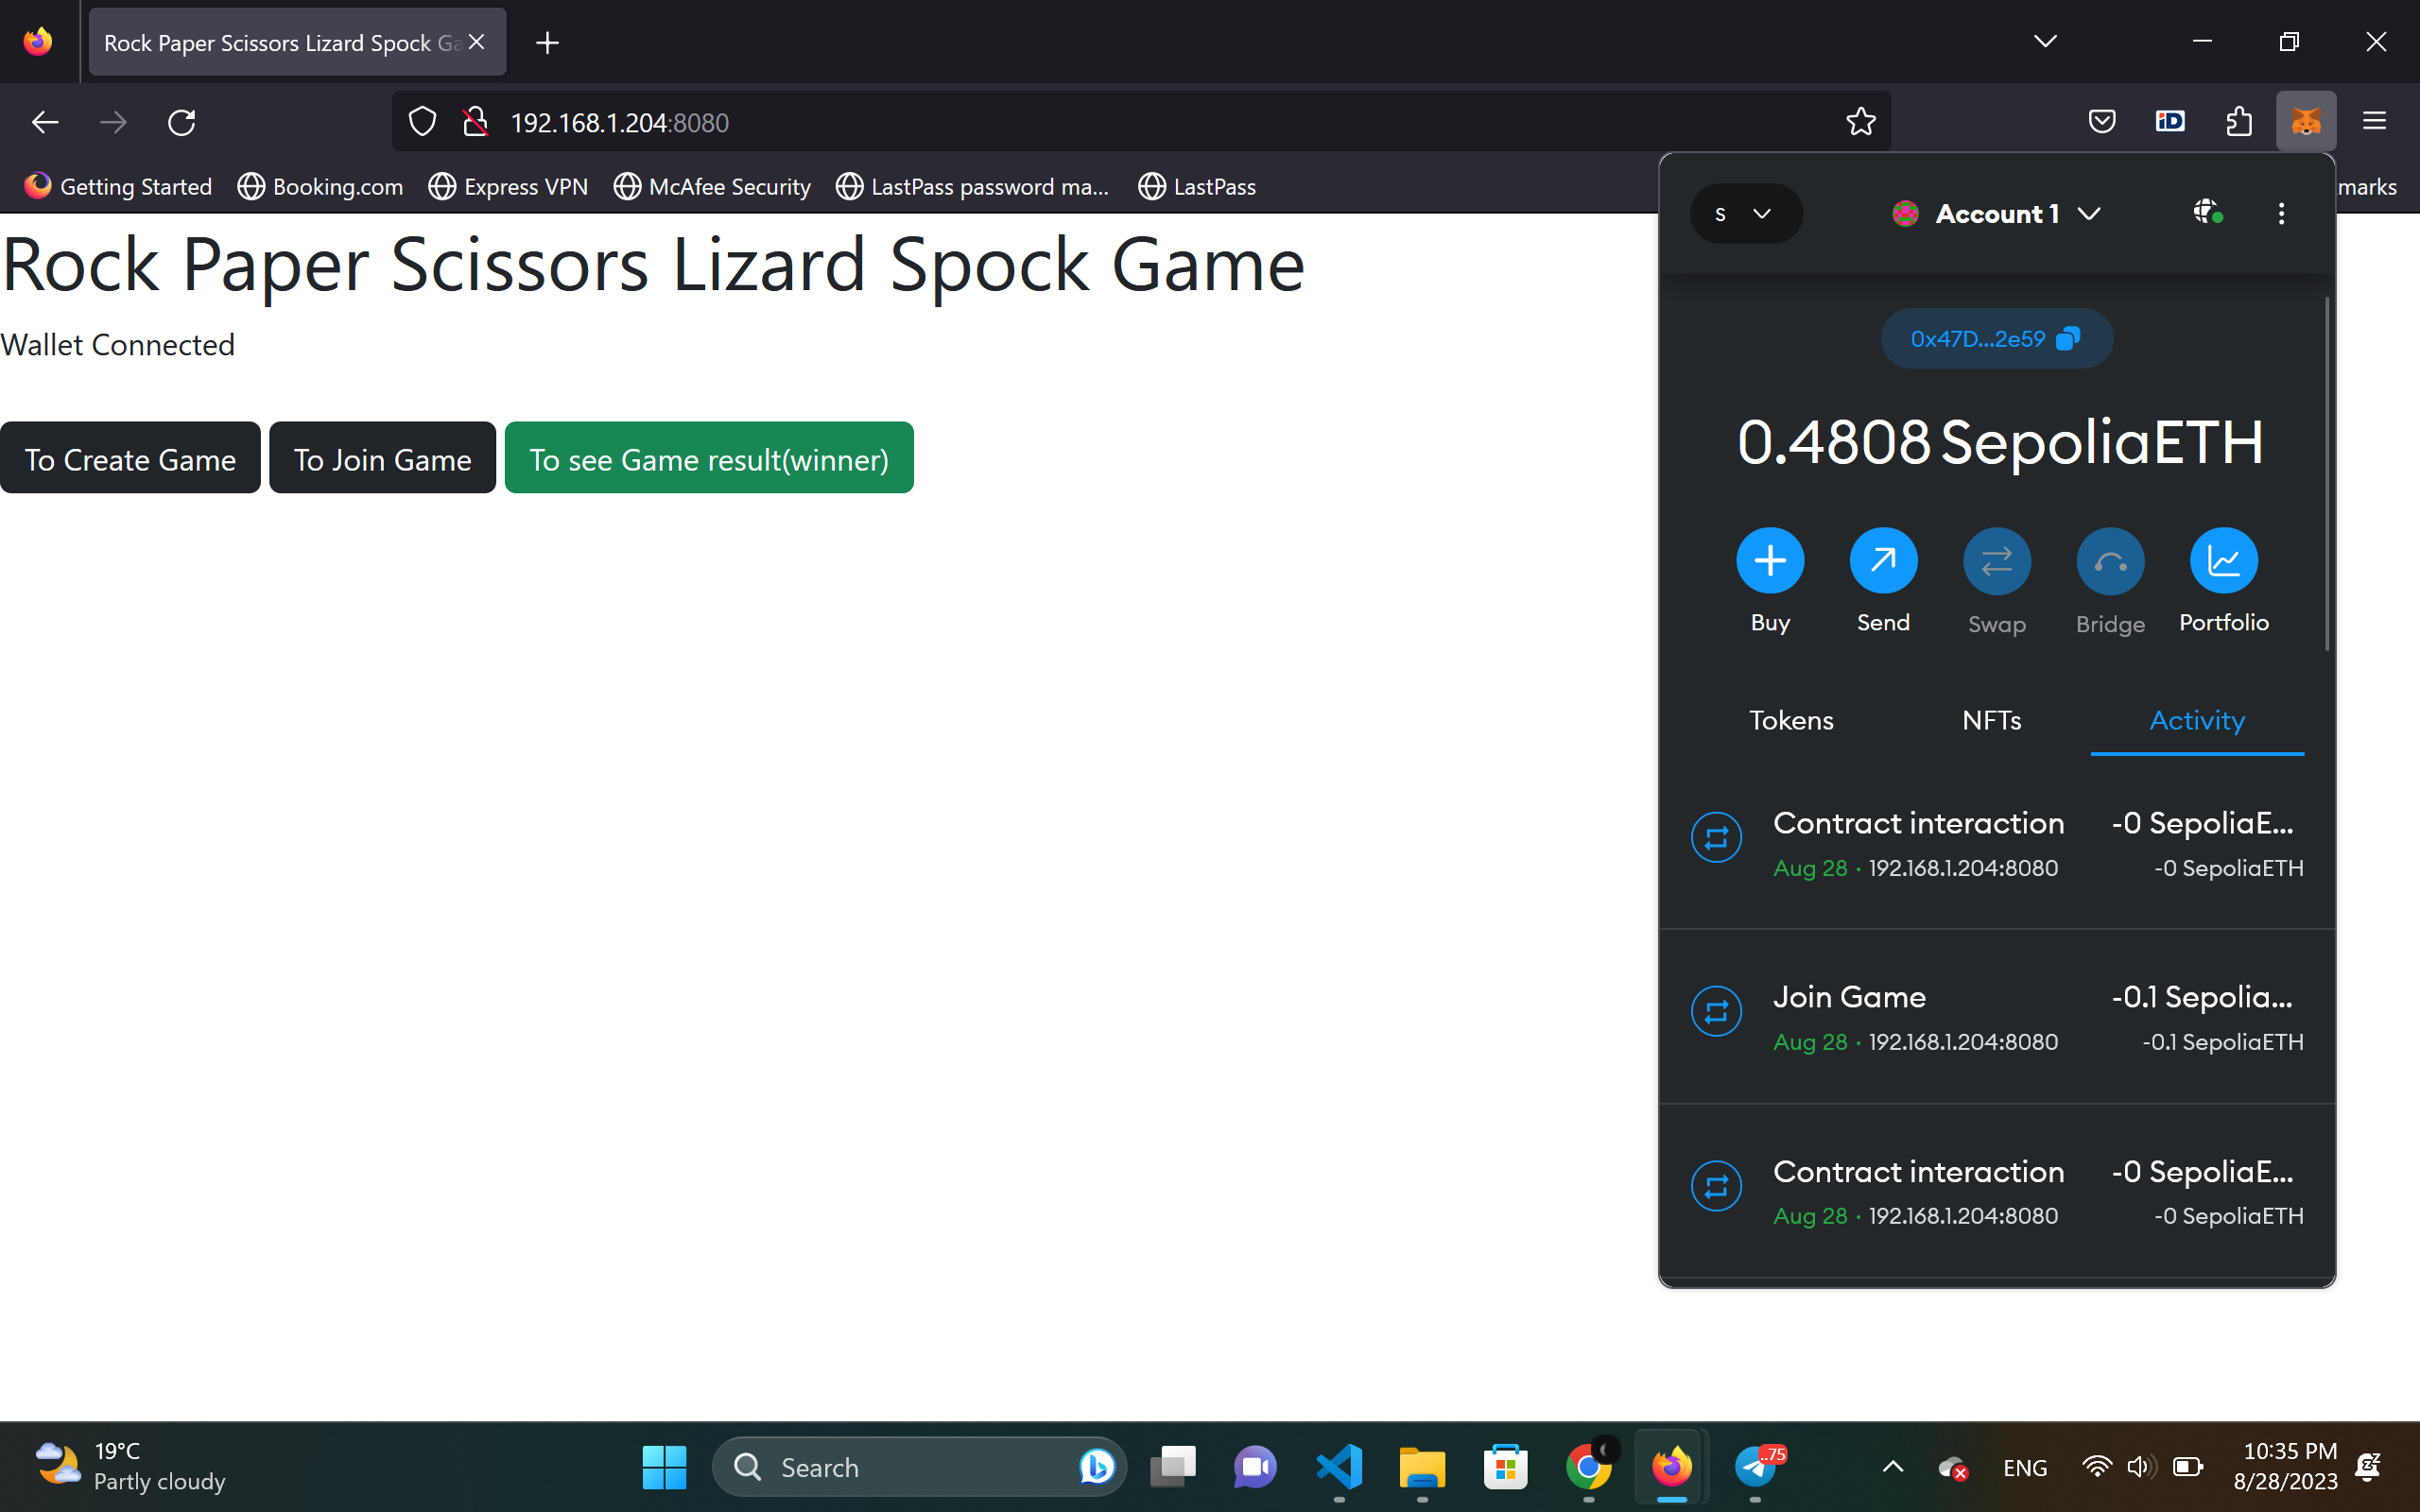 Rock Paper Scissors Lizard Spock Ga
192.168.1.204:8080
Getting Started
Booking.com
Express VPN
McAfee Security
LastPass password ma...
LastPass
marks
Rock Paper Scissors Lizard Spock Game
Wallet Connected
To Create Game
To Join Game
To see Game result(winner)
S
Account 1
0x47D...2e59
0.4808 SepoliaETH
Buy
Send
Swap
Bridge
Portfolio
Tokens
NFTs
Activity
Contract interaction
-0 SepoliaE...
Aug 28 · 192.168.1.204:8080
-0 SepoliaETH
Join Game
-0.1 Sepolia...
Aug 28 · 192.168.1.204:8080
-0.1 SepoliaETH
Contract interaction
-0 SepoliaE...
Aug 28 · 192.168.1.204:8080
-0 SepoliaETH
19°C
Partly cloudy
Search
..75
ENG
10:35 PM
8/28/2023